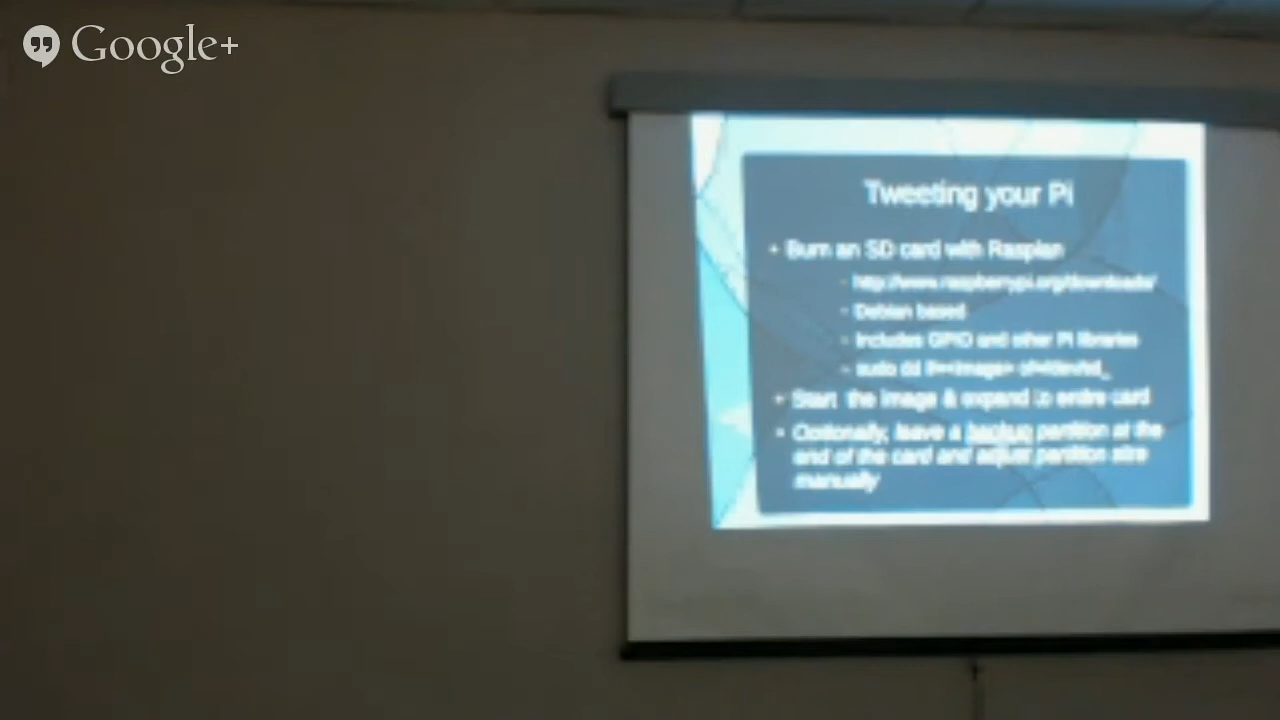 Google+
Tweeting your Pi
Burn an SD card with Raspian
http://www.raspberrypi.org/downloads/
Debian based
Includes GPIO and other Pi libraries
sudo dd if=<image> of=/dev/hd_
Start the image & expand to entire card
Optionally, leave a backup partition at the
end of the card and adjust partition size
manually